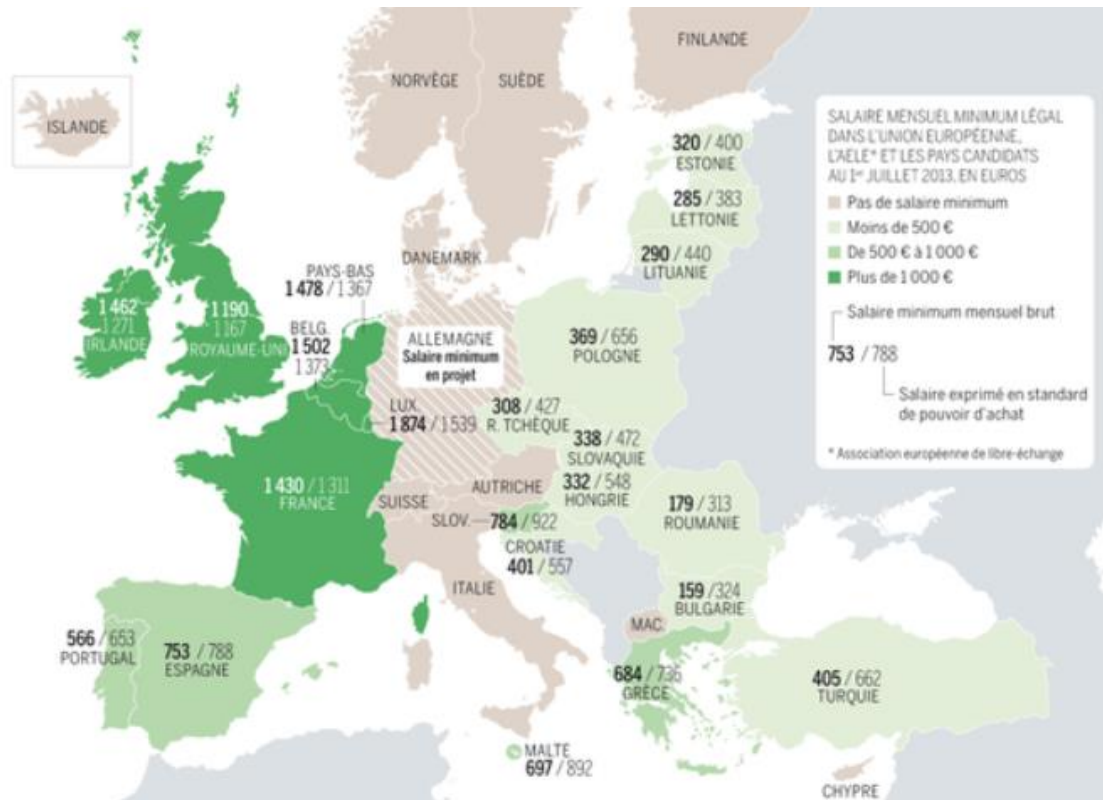 FINLANDE
NORVÈGE
SUÈDE
ISLANDE
SALAIRE MENSUEL MINIMUM LÉGAL
DANS L'UNION EUROPÉENNE,
L'AELE* ET LES PAYS CANDIDATS
AU 1er JUILLET 2013, EN EUROS
Pas de salaire minimum
Moins de 500 €
De 500 € à 1 000 €
Plus de 1 000 €
Salaire minimum mensuel brut
753 / 788
Salaire exprimé en standard
de pouvoir d'achat
* Association européenne de libre-échange
320 / 400
ESTONIE
285 / 383
LETTONIE
290 / 440
LITUANIE
DANEMARK
PAYS-BAS
1 478 / 1 367
1 462
1 271
IRLANDE
1 190
1 167
ROYAUME-UNI
BELG.
1 502
1 373
ALLEMAGNE
Salaire minimum
en projet
369 / 656
POLOGNE
LUX.
1 874 / 1 539
308 / 427
R. TCHÈQUE
338 / 472
SLOVAQUIE
332 / 548
HONGRIE
1 430 / 1 311
FRANCE
SUISSE
AUTRICHE
SLOV.
784 / 922
179 / 313
ROUMANIE
CROATIE
401 / 557
ITALIE
159 / 324
BULGARIE
MAC.
566 / 653
PORTUGAL
753 / 788
ESPAGNE
684 / 736
GRÈCE
405 / 662
TURQUIE
MALTE
697 / 892
CHYPRE